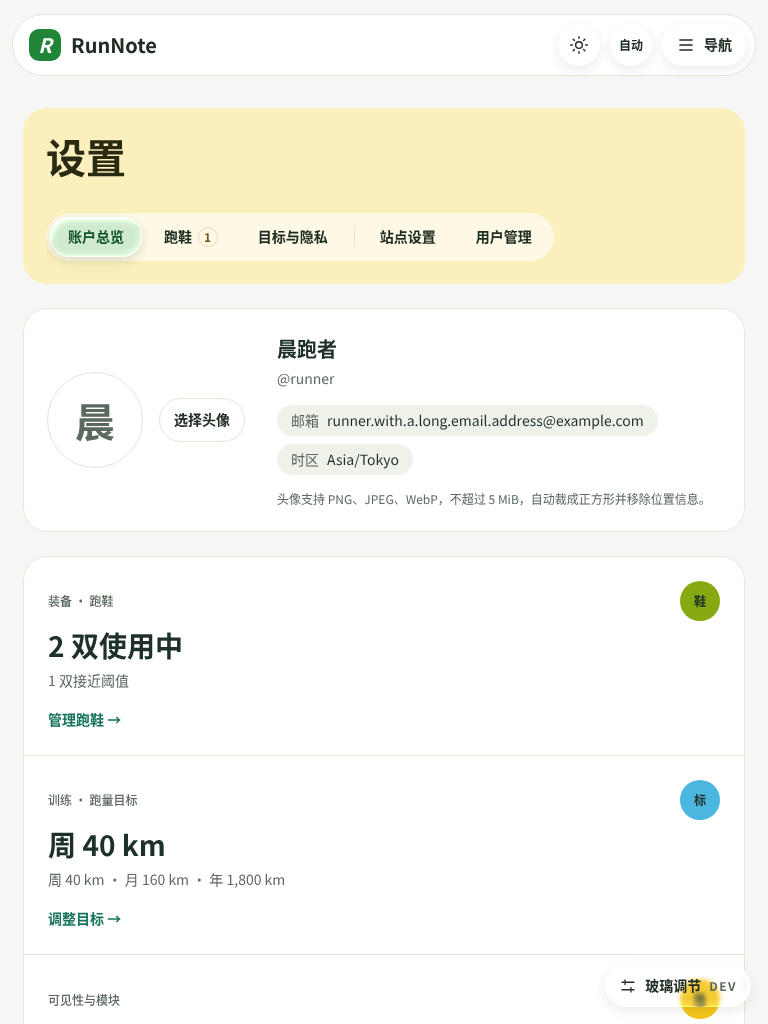 R RunNote 自动 导航
设置
账户总览 跑鞋 1 目标与隐私 站点设置 用户管理
晨跑者
@runner
晨 选择头像
邮箱 runner.with.a.long.email.address@example.com
时区 Asia/Tokyo
头像支持 PNG、JPEG、WebP，不超过 5 MiB，自动裁成正方形并移除位置信息。
装备 · 跑鞋 鞋
2 双使用中
1 双接近阈值
管理跑鞋 →
训练 · 跑量目标 标
周 40 km
周 40 km · 月 160 km · 年 1,800 km
调整目标 →
玻璃调节 DEV
可见性与模块